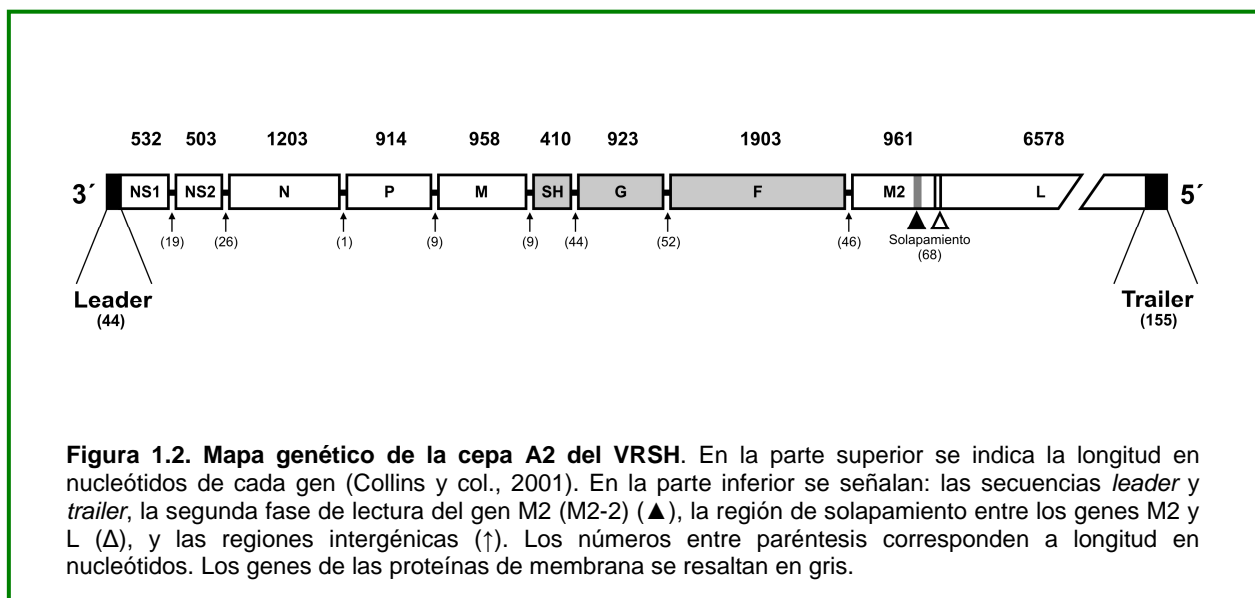 532 503 1203 914 958 410 923 1903 961 6578
3´ NS1 NS2 N P M SH G F M2 L 5´
(19) (26) (1) (9) (9) (44) (52) (46) Solapamiento
(68)
Leader Trailer
(44) (155)
Figura 1.2. Mapa genético de la cepa A2 del VRSH. En la parte superior se indica la longitud en
nucleótidos de cada gen (Collins y col., 2001). En la parte inferior se señalan: las secuencias leader y
trailer, la segunda fase de lectura del gen M2 (M2-2) (▲), la región de solapamiento entre los genes M2 y
L (Δ), y las regiones intergénicas (↑). Los números entre paréntesis corresponden a longitud en
nucleótidos. Los genes de las proteínas de membrana se resaltan en gris.